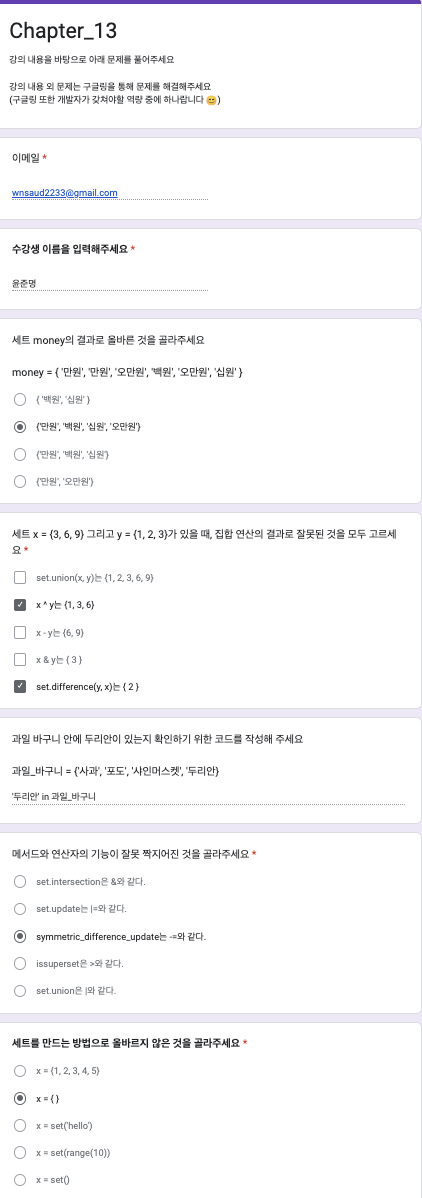 Chapter_13
강의 내용을 바탕으로 아래 문제를 풀어주세요
강의 내용 외 문제는 구글링을 통해 문제를 해결해주세요
(구글링 또한 개발자가 갖쳐야할 역량 중에 하나랍니다 😊)
이메일 *
wnsaud2233@gmail.com
수강생 이름을 입력해주세요 *
윤준명
세트 money의 결과로 올바른 것을 골라주세요
money = { '만원', '만원', '오만원', '백원', '오만원', '십원' }
{ '백원', '십원' }
{'만원', '백원', '십원', '오만원'}
{'만원', '백원', '십원'}
{'만원', '오만원'}
세트 x = {3, 6, 9} 그리고 y = {1, 2, 3}가 있을 때, 집합 연산의 결과로 잘못된 것을 모두 고르세
요 *
set.union(x, y)는 {1, 2, 3, 6, 9}
x ^ y는 {1, 3, 6}
x - y는 {6, 9}
x & y는 { 3 }
set.difference(y, x)는 { 2 }
과일 바구니 안에 두리안이 있는지 확인하기 위한 코드를 작성해 주세요
과일_바구니 = {'사과', '포도', '샤인머스켓', '두리안}
'두리안' in 과일_바구니
메서드와 연산자의 기능이 잘못 짝지어진 것을 골라주세요 *
set.intersection은 &와 같다.
set.update는 |=와 같다.
symmetric_difference_update는 -=와 같다.
issuperset은 >와 같다.
set.union은 |와 같다.
세트를 만드는 방법으로 올바르지 않은 것을 골라주세요 *
x = {1, 2, 3, 4, 5}
x = { }
x = set('hello')
x = set(range(10))
x = set()